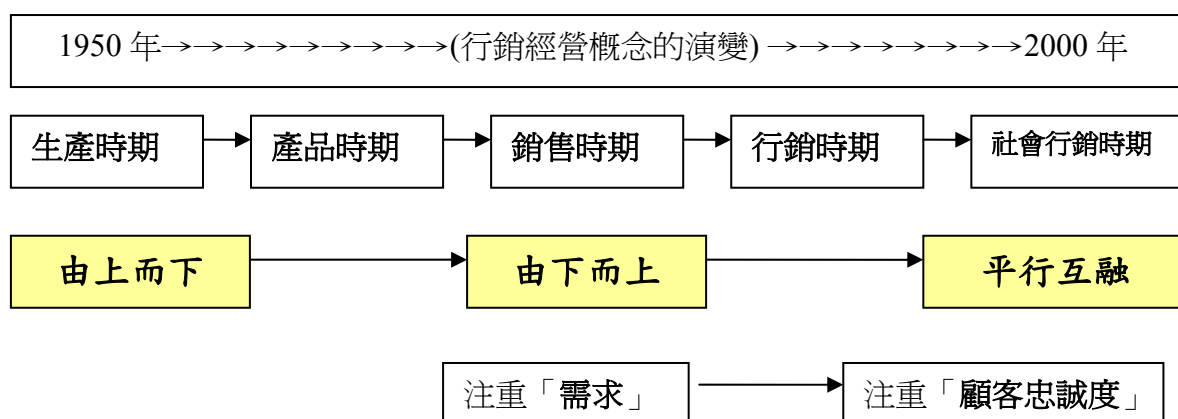 1950 年→→→→→→→→→→(行銷經營概念的演變) →→→→→→→→→2000 年
生產時期 產品時期 銷售時期 行銷時期 社會行銷時期
由上而下 由下而上 平行互融
注重「需求」 注重「顧客忠誠度」